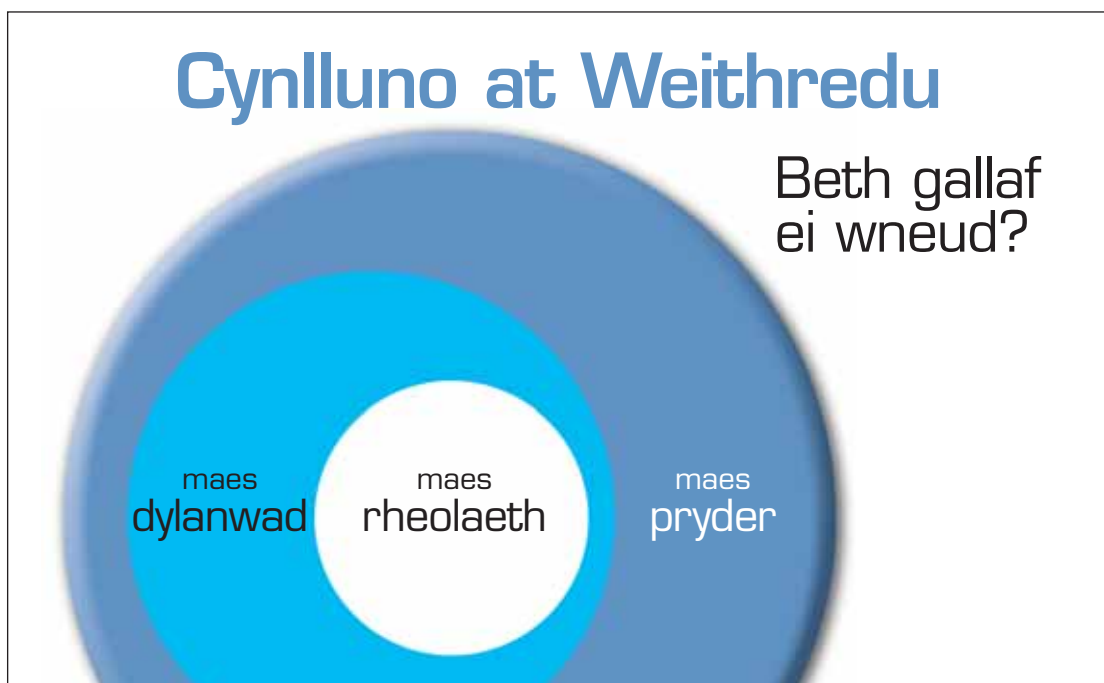 Cynlluno at Weithredu
Beth gallaf
ei wneud?
maes
dylanwad
maes
rheolaeth
maes
pryder